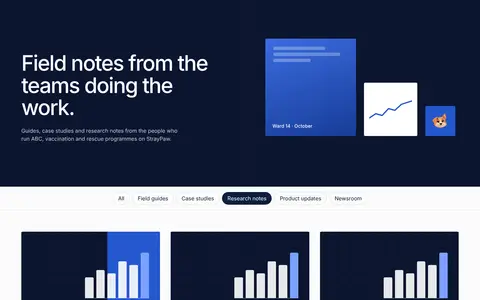 Field notes from the
teams doing the
work.
Guides, case studies and research notes from the people who
run ABC, vaccination and rescue programmes on StrayPaw.
Ward 14 · October
All
Field guides
Case studies
Research notes
Product updates
Newsroom